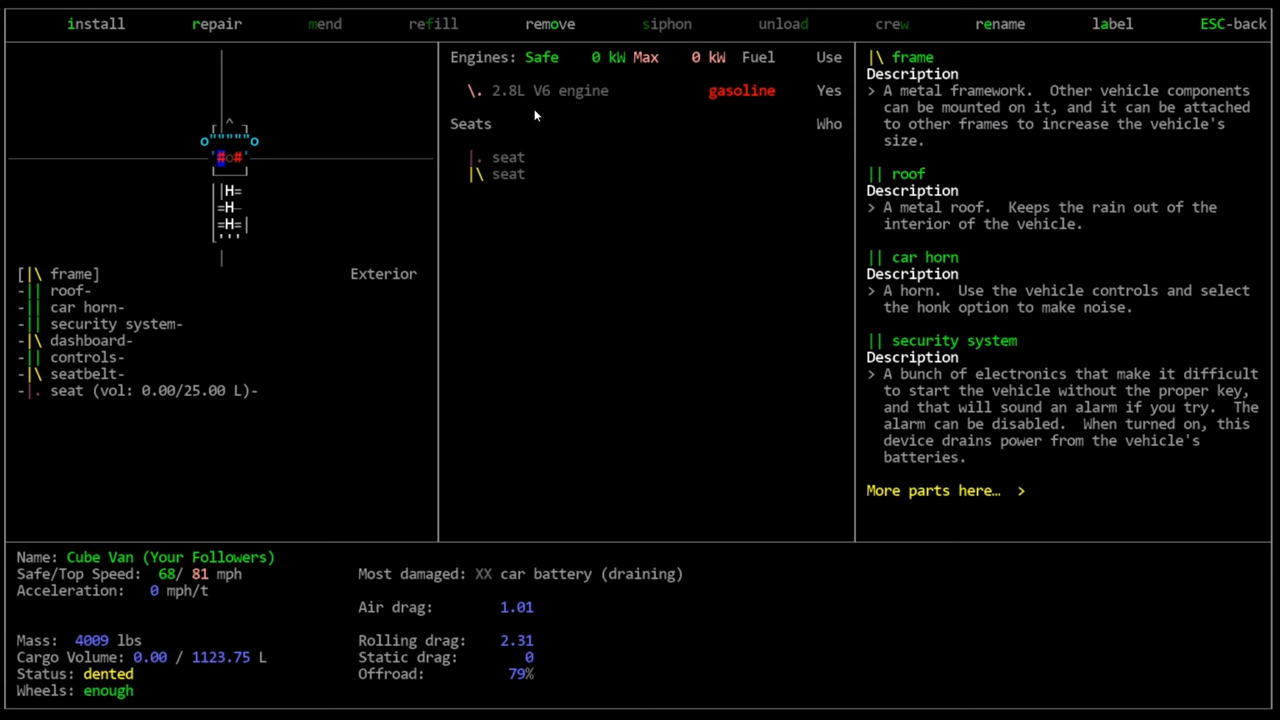 install repair mend refill remove siphon unload crew rename label ESC-back
Engines: Safe 0 kW Max 0 kW Fuel Use
\. 2.8L V6 engine gasoline Yes
Seats Who
|. seat
|\ seat
[|\ frame] Exterior
-|| roof-
-|| car horn-
-|| security system-
-|\ dashboard-
-|| controls-
-|\ seatbelt-
-|. seat (vol: 0.00/25.00 L)-
|\ frame
Description
> A metal framework. Other vehicle components
can be mounted on it, and it can be attached
to other frames to increase the vehicle's
size.
|| roof
Description
> A metal roof. Keeps the rain out of the
interior of the vehicle.
|| car horn
Description
> A horn. Use the vehicle controls and select
the honk option to make noise.
|| security system
Description
> A bunch of electronics that make it difficult
to start the vehicle without the proper key,
and that will sound an alarm if you try. The
alarm can be disabled. When turned on, this
device drains power from the vehicle's
batteries.
More parts here… >
Name: Cube Van (Your Followers)
Safe/Top Speed: 68/ 81 mph
Acceleration: 0 mph/t
Mass: 4009 lbs
Cargo Volume: 0.00 / 1123.75 L
Status: dented
Wheels: enough
Most damaged: XX car battery (draining)
Air drag: 1.01
Rolling drag: 2.31
Static drag: 0
Offroad: 79%